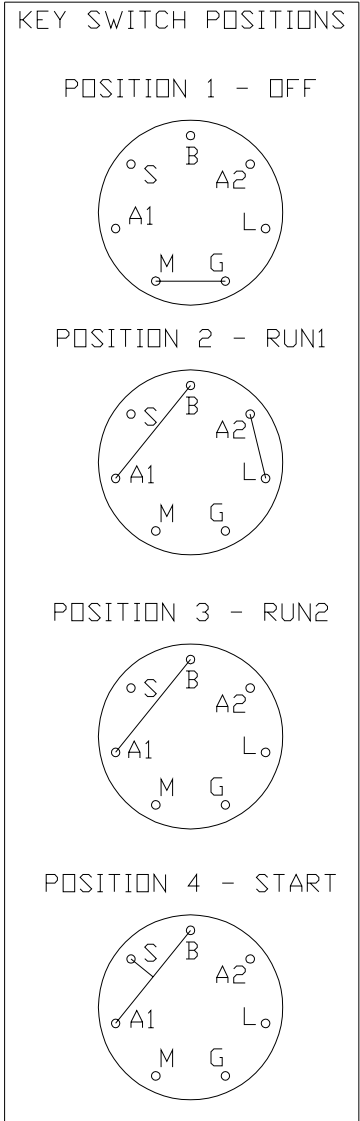 KEY SWITCH POSITIONS
POSITION 1 - OFF
B
S A2
A1 L
M G
POSITION 2 - RUN1
B
S A2
A1 L
M G
POSITION 3 - RUN2
B
S A2
A1 L
M G
POSITION 4 - START
B
S A2
A1 L
M G